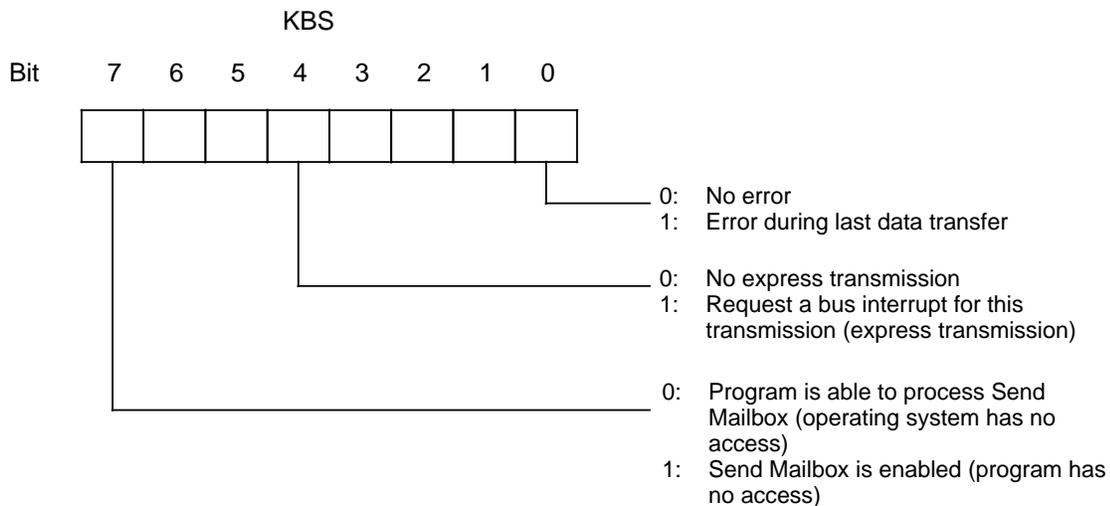 KBS
Bit 7 6 5 4 3 2 1 0
0: No error
1: Error during last data transfer
0: No express transmission
1: Request a bus interrupt for this
transmission (express transmission)
0: Program is able to process Send
Mailbox (operating system has no
access)
1: Send Mailbox is enabled (program has
no access)